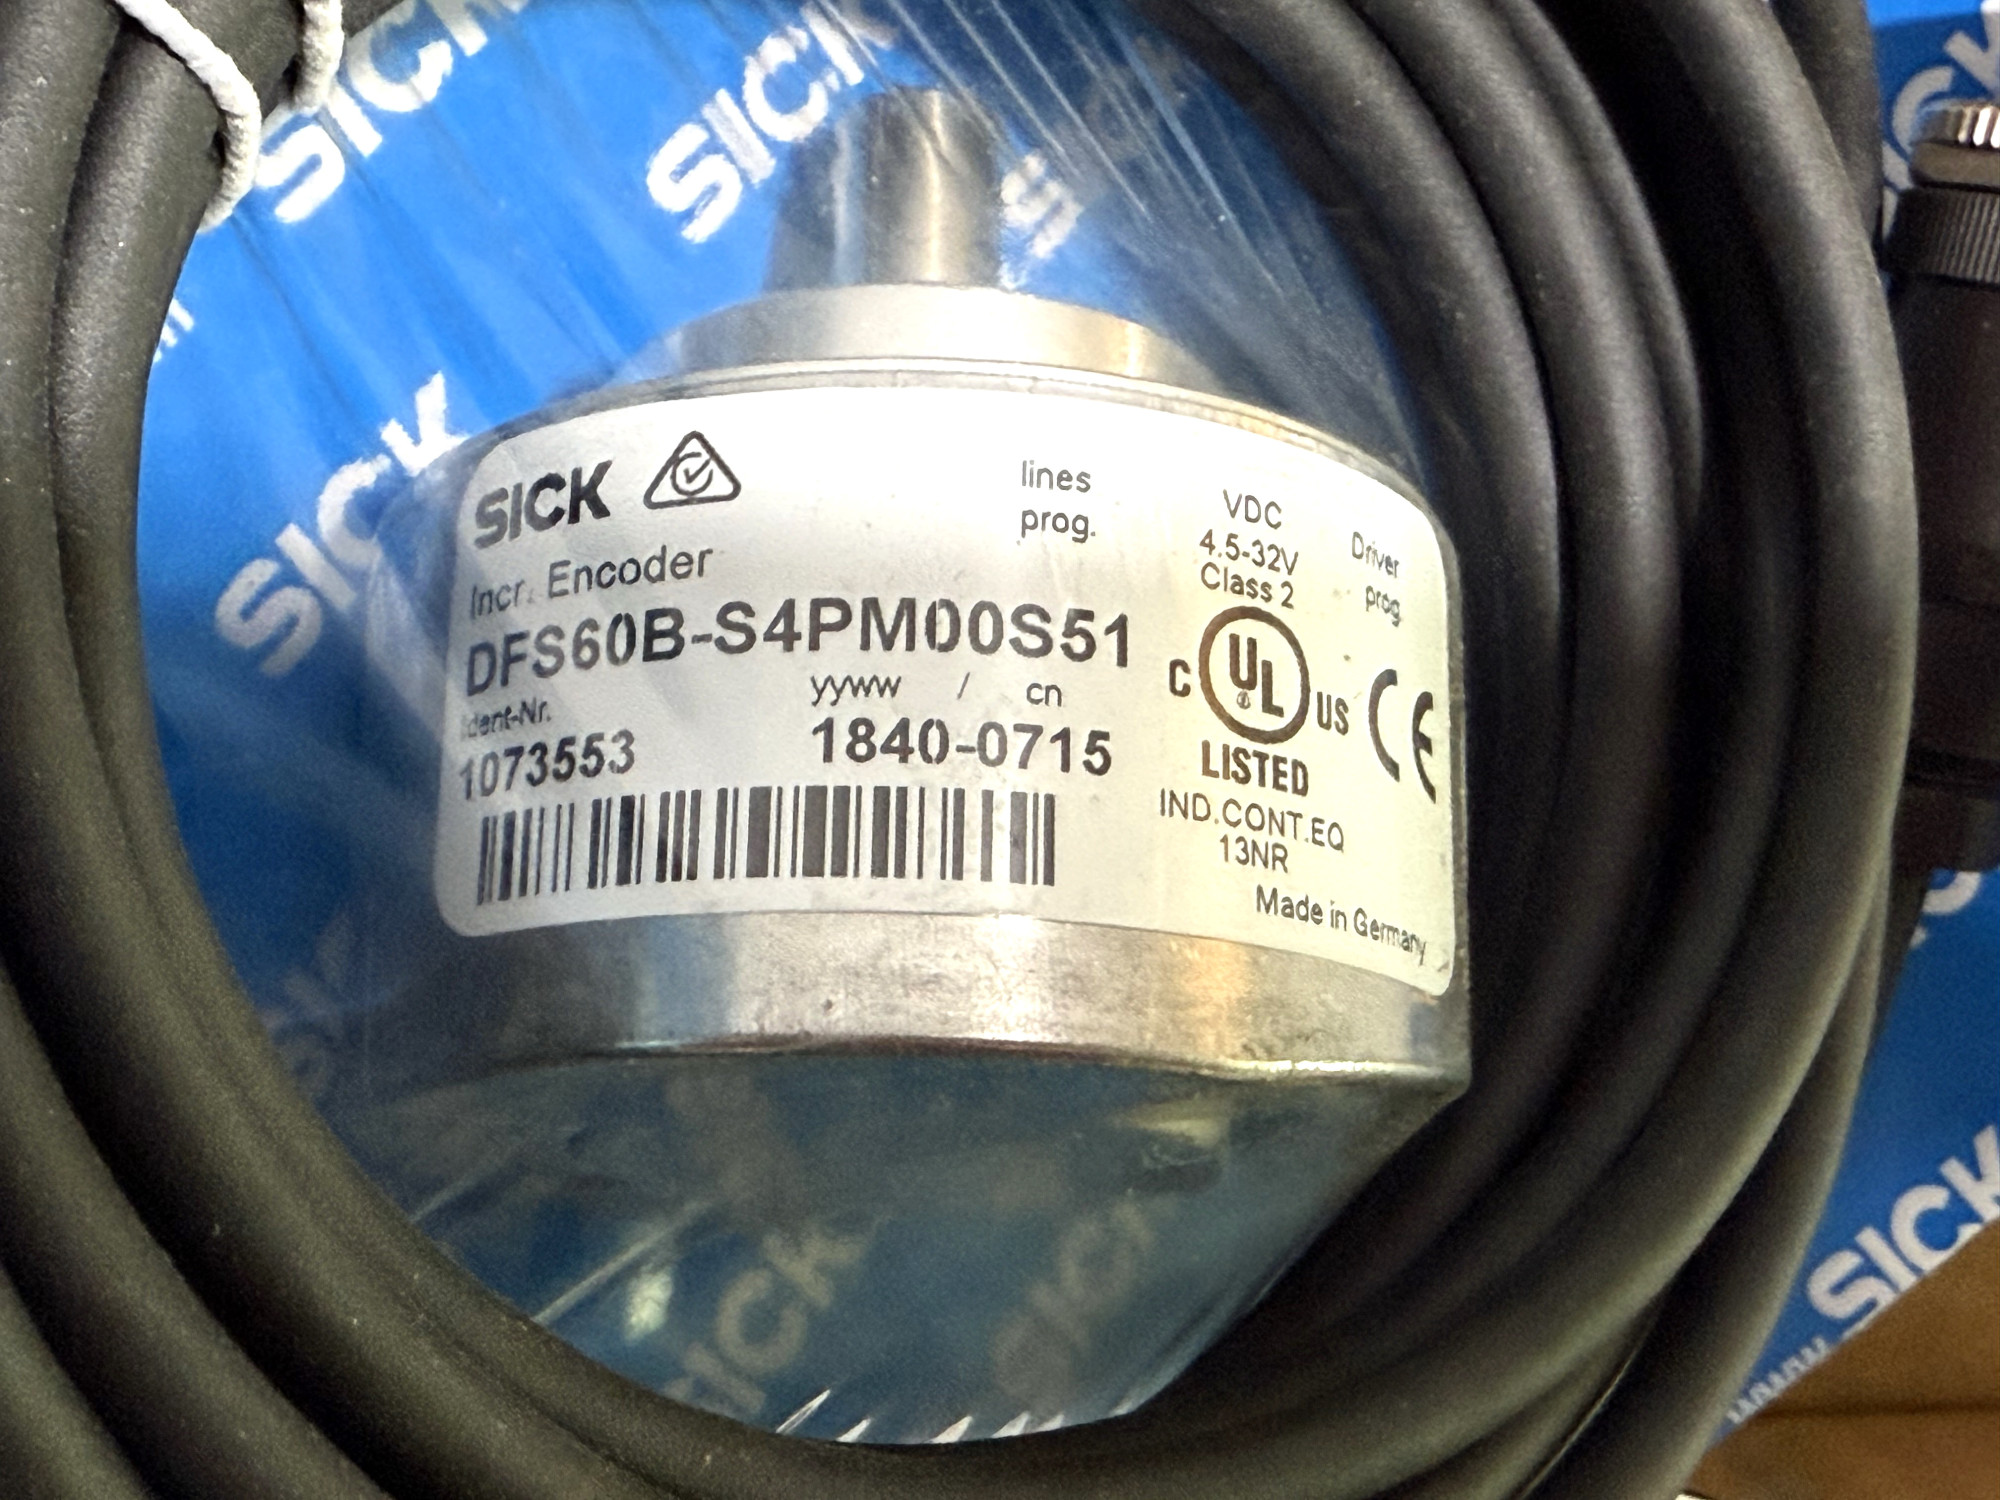 SICK
SICK
SICK
SICK
lines
prog.
VDC
4.5-32V
Class 2
Driver
prog.
Incr. Encoder
DFS60B-S4PM00S51
yyww / cn
Ident-Nr.
1073553
1840-0715
C UL US
LISTED
CE
IND.CONT.EQ
13NR
Made in Germany
SICK
SICK